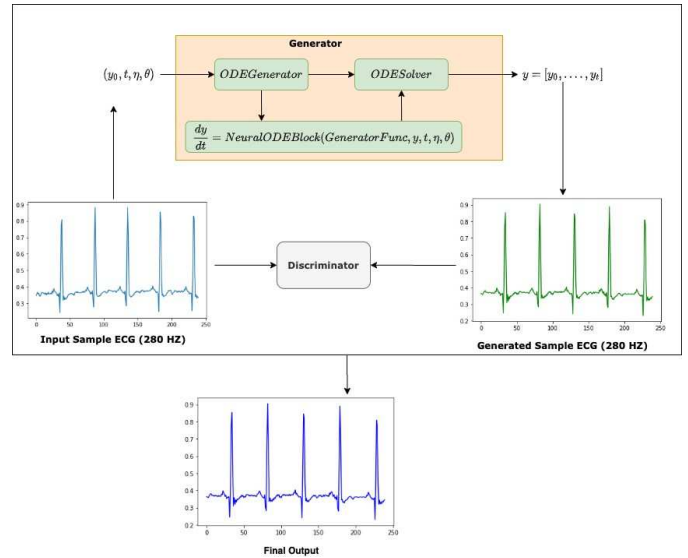 Generator
(y₀, t, η, θ)
ODEGenerator
ODESolver
y = [y₀, . . . . , yₜ]
dy/dt = NeuralODEBlock(GeneratorFunc, y, t, η, θ)
0.9
0.8
0.7
0.6
0.5
0.4
0.3
0 50 100 150 200 250
Input Sample ECG (280 HZ)
Discriminator
0.9
0.8
0.7
0.6
0.5
0.4
0.3
0.2
0 50 100 150 200 250
Generated Sample ECG (280 HZ)
0.9
0.8
0.7
0.6
0.5
0.4
0.3
0.2
0 50 100 150 200 250
Final Output